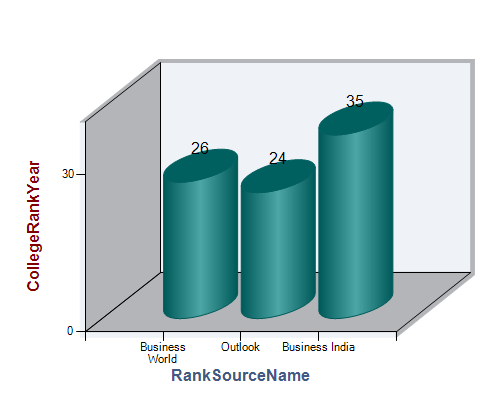 35
26
24
30
0
CollegeRankYear
Business World
Outlook
Business India
RankSourceName